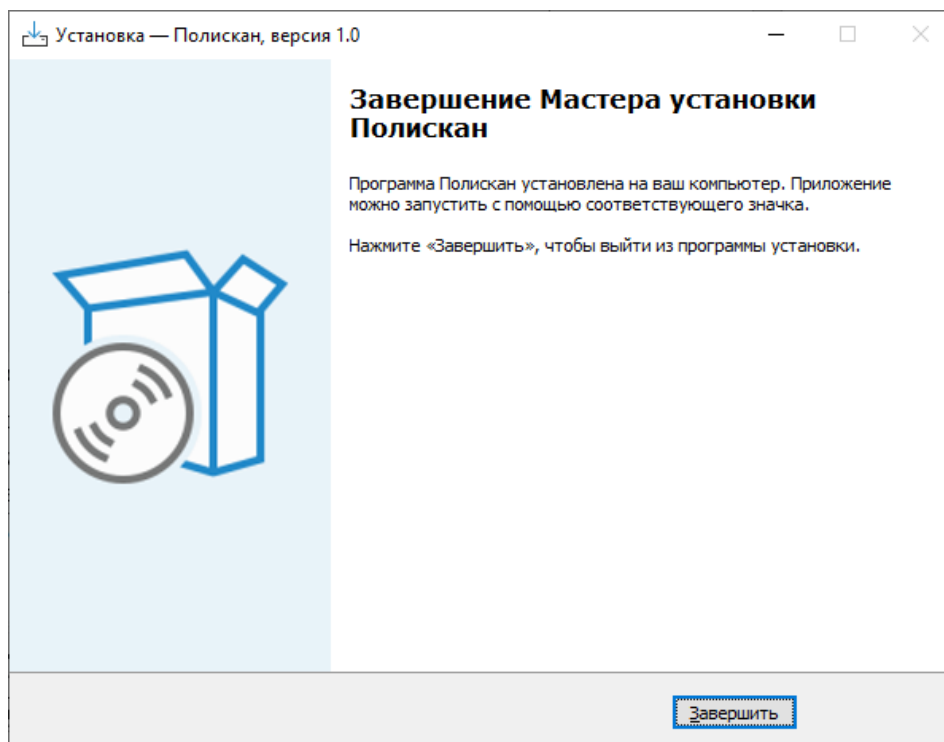 Установка — Полискан, версия 1.0
Завершение Мастера установки
Полискан
Программа Полискан установлена на ваш компьютер. Приложение
можно запустить с помощью соответствующего значка.
Нажмите «Завершить», чтобы выйти из программы установки.
Завершить